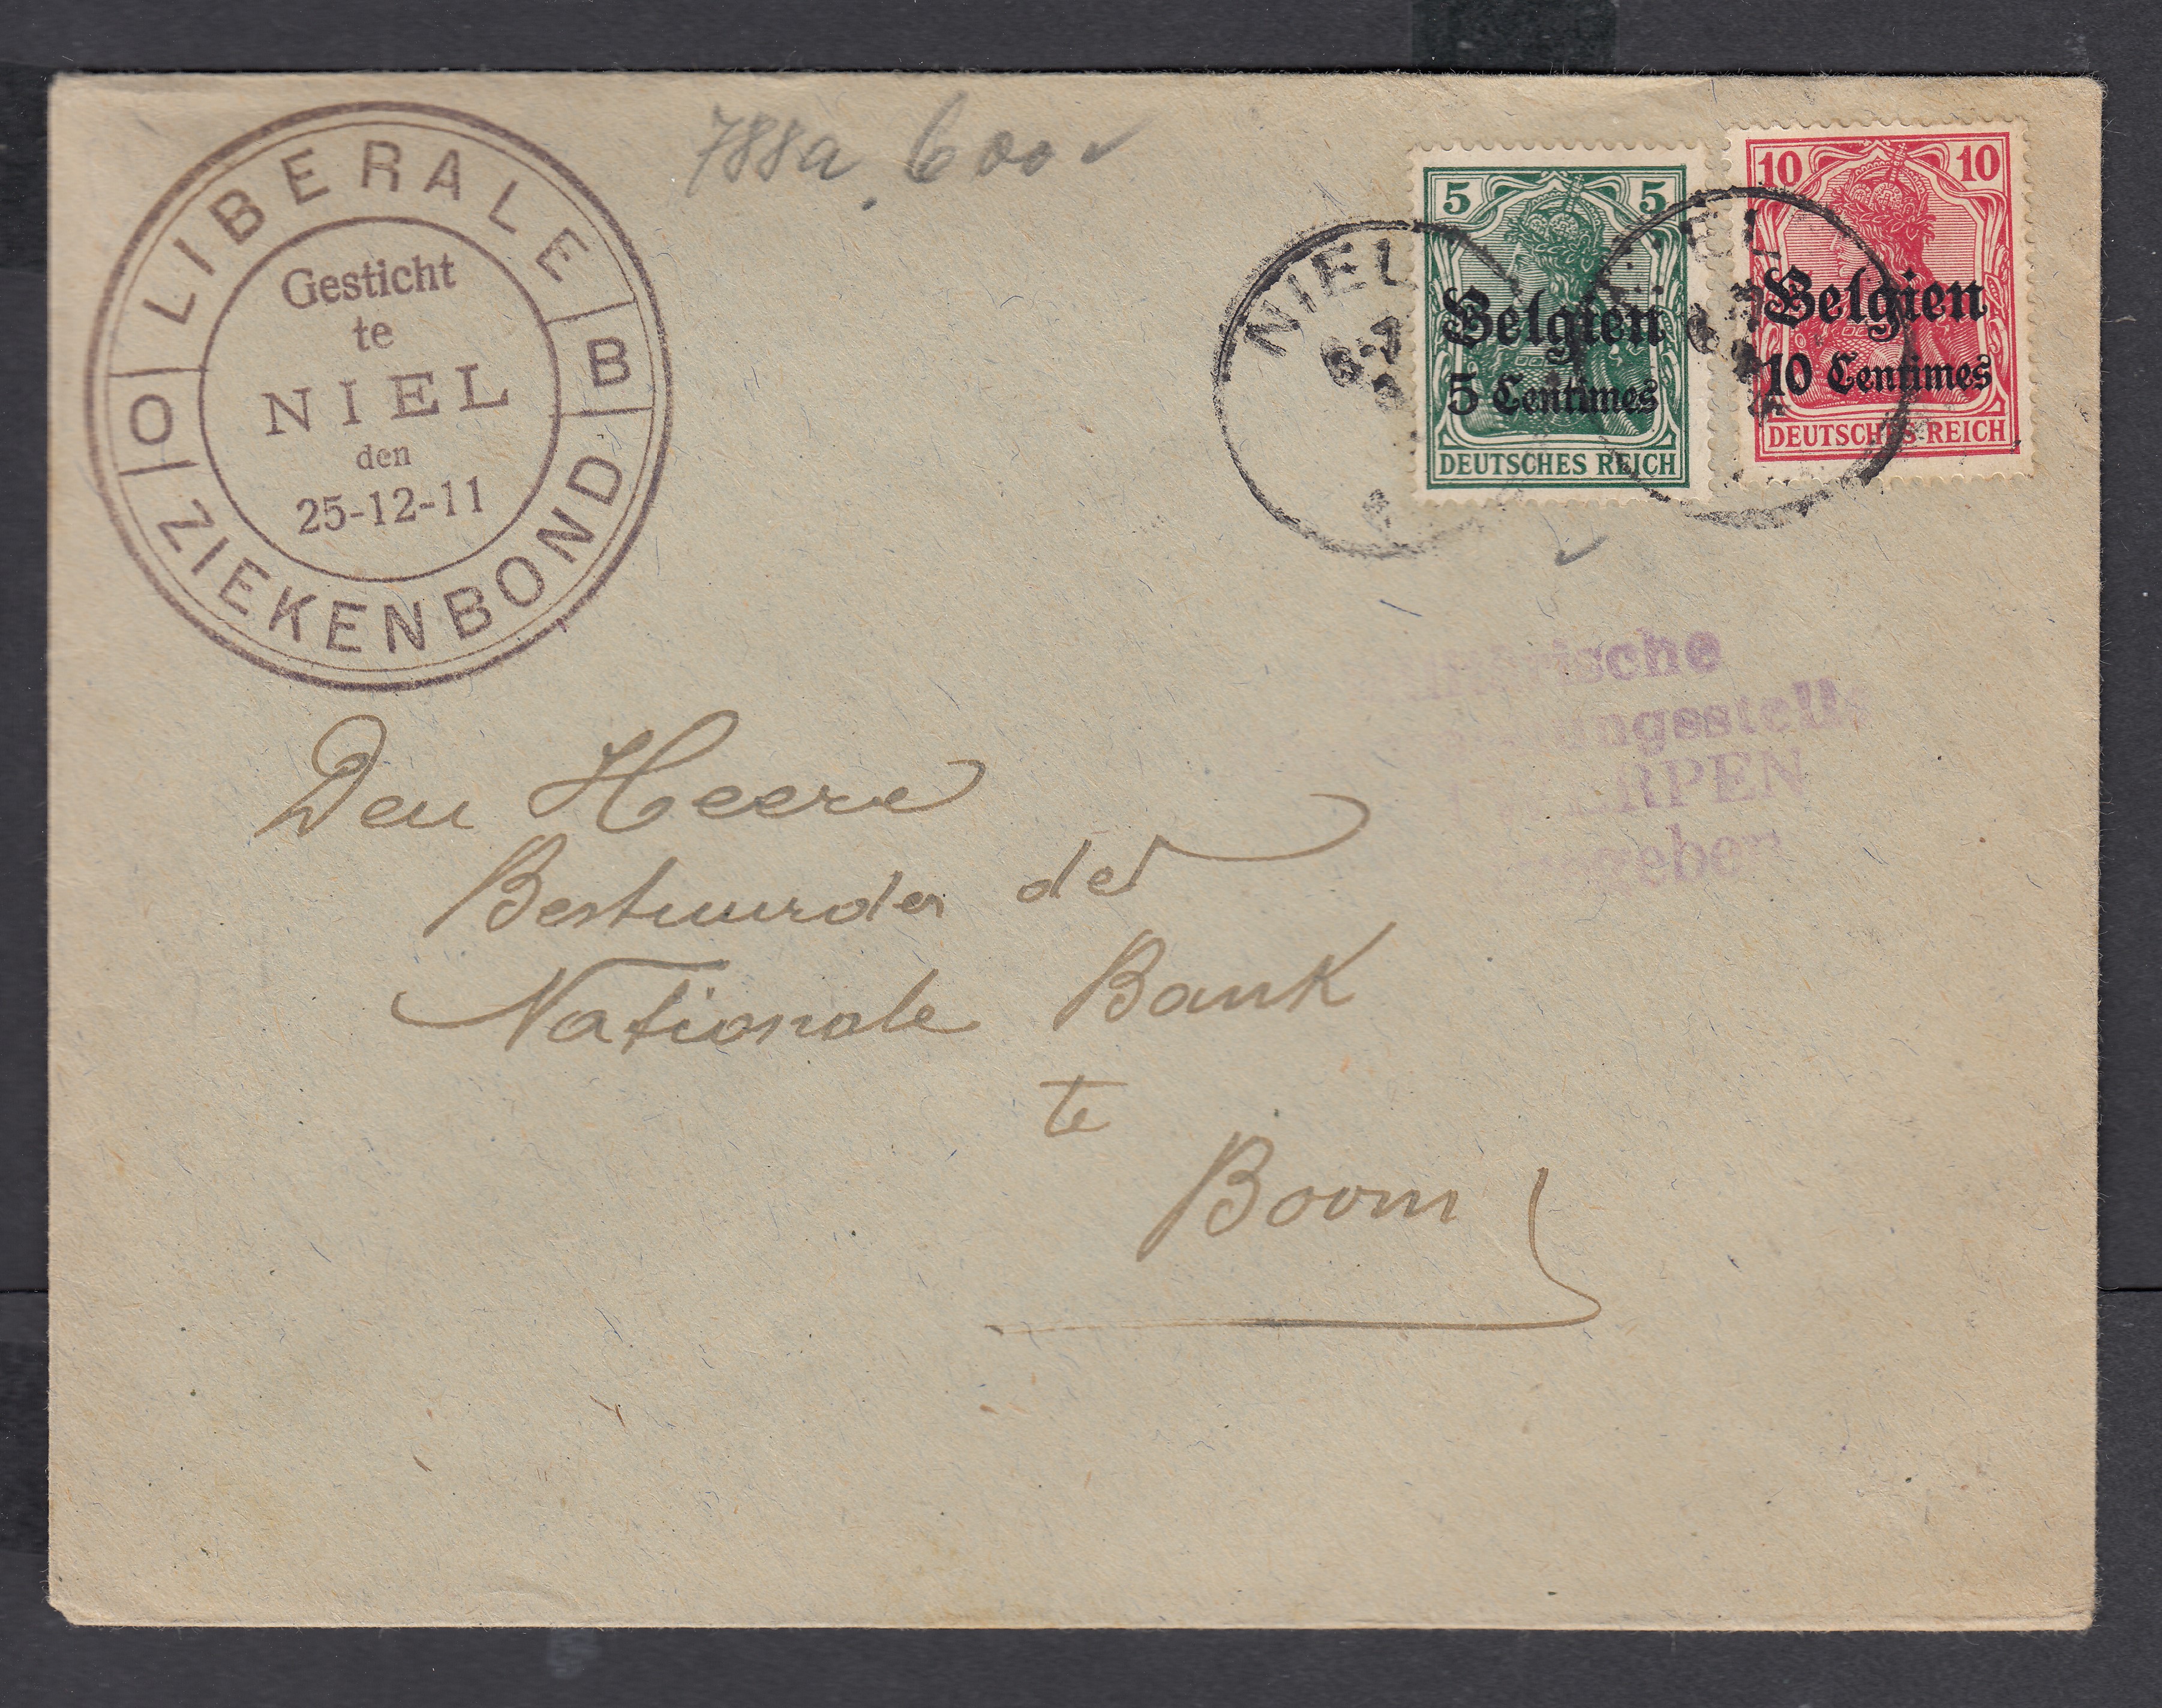 LIBERALE
B
ZIEKENBOND
O
Gesticht
te
NIEL
den
25-12-11
788a 600
5 5
Belgien
5 Centimes
DEUTSCHES REICH
10 10
Belgien
10 Centimes
DEUTSCHES REICH
NIEL
Den Heere
Bestuurder der
Nationale Bank
te
Boom